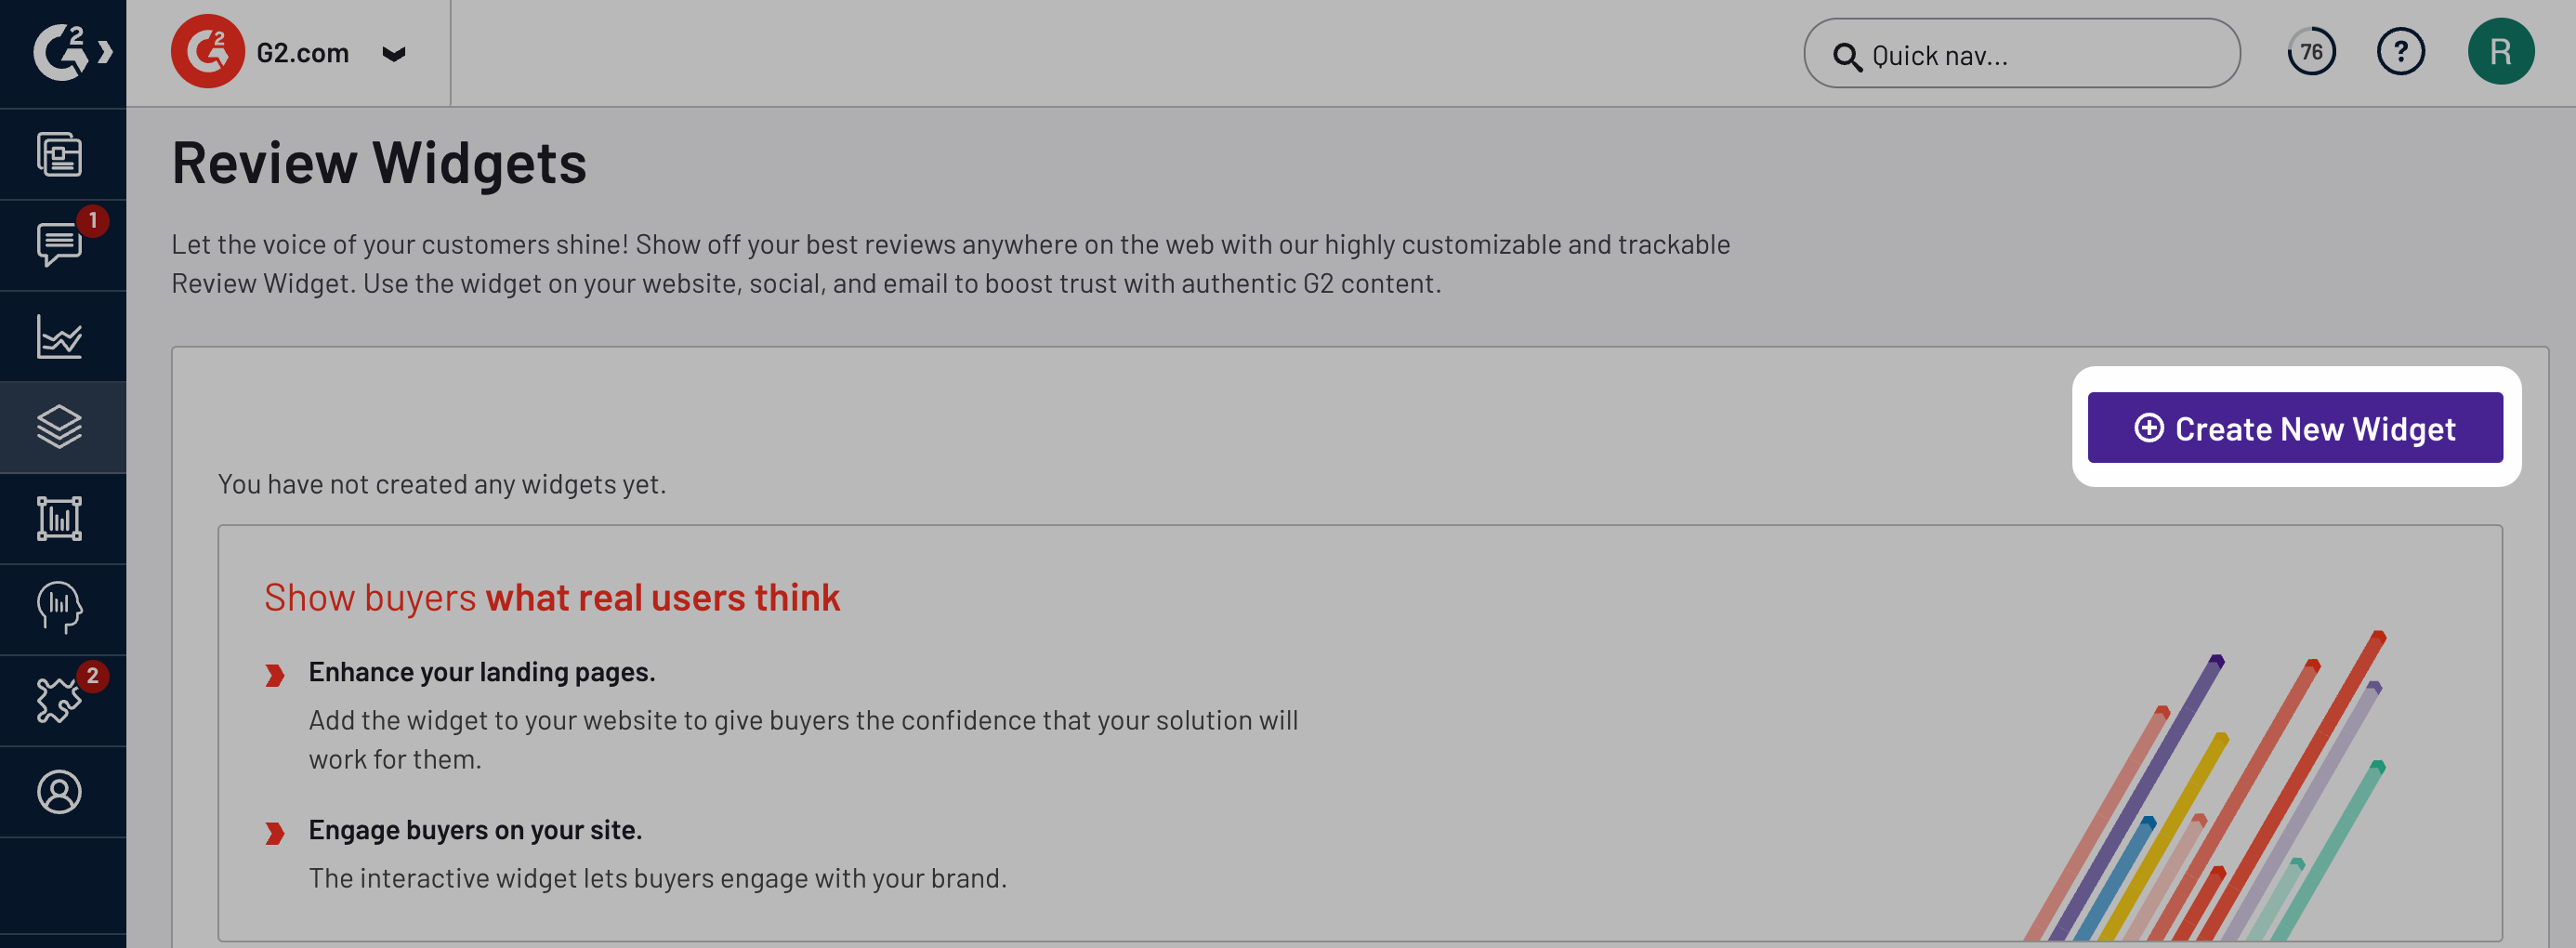 G2
G2.com
Quick nav...
76
?
R
Review Widgets
1
Let the voice of your customers shine! Show off your best reviews anywhere on the web with our highly customizable and trackable
Review Widget. Use the widget on your website, social, and email to boost trust with authentic G2 content.
Create New Widget
You have not created any widgets yet.
Show buyers what real users think
Enhance your landing pages.
2
Add the widget to your website to give buyers the confidence that your solution will
work for them.
Engage buyers on your site.
The interactive widget lets buyers engage with your brand.